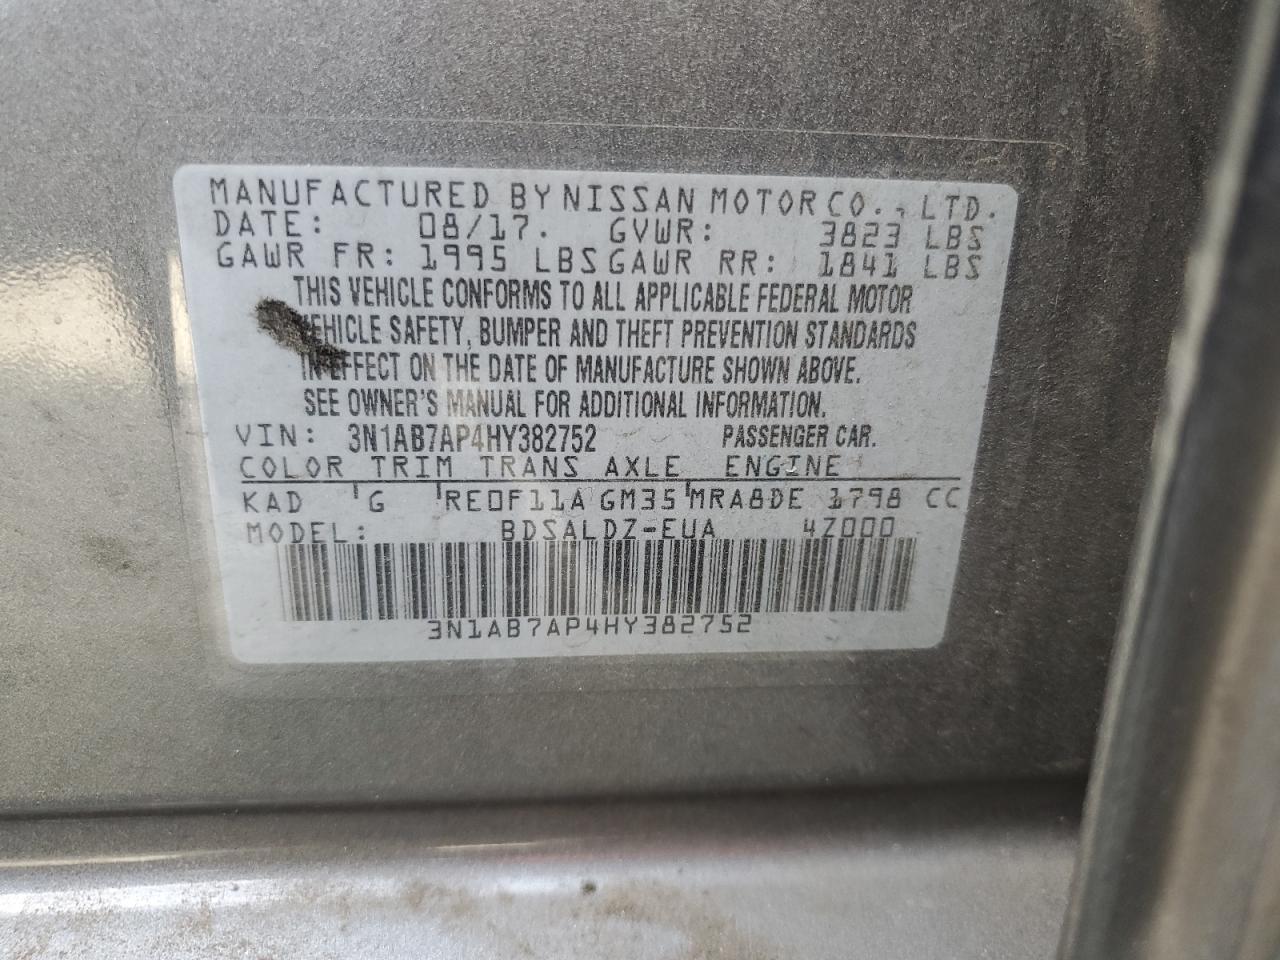 MANUFACTURED BY NISSAN MOTOR CO., LTD.
DATE: 08/17. GVWR: 3823 LBS
GAWR FR: 1995 LBS GAWR RR: 1841 LBS
THIS VEHICLE CONFORMS TO ALL APPLICABLE FEDERAL MOTOR
VEHICLE SAFETY, BUMPER AND THEFT PREVENTION STANDARDS
IN EFFECT ON THE DATE OF MANUFACTURE SHOWN ABOVE.
SEE OWNER'S MANUAL FOR ADDITIONAL INFORMATION.
VIN: 3N1AB7AP4HY382752 PASSENGER CAR.
COLOR TRIM TRANS AXLE ENGINE
KAD G RE0F11A GM35 MRA8DE 1798 CC
MODEL: BDSALDZ-EUA 4Z000
3N1AB7AP4HY382752